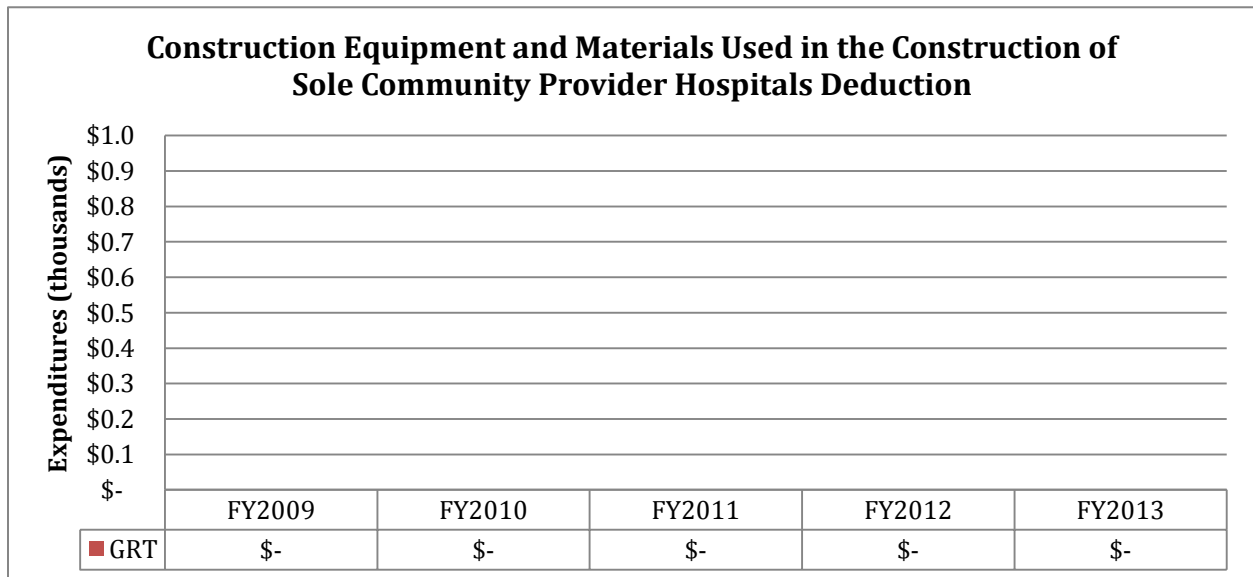 Construction Equipment and Materials Used in the Construction of
Sole Community Provider Hospitals Deduction
Expenditures (thousands)
$1.0
$0.9
$0.8
$0.7
$0.6
$0.5
$0.4
$0.3
$0.2
$0.1
$-
FY2009 FY2010 FY2011 FY2012 FY2013
GRT $- $- $- $- $-